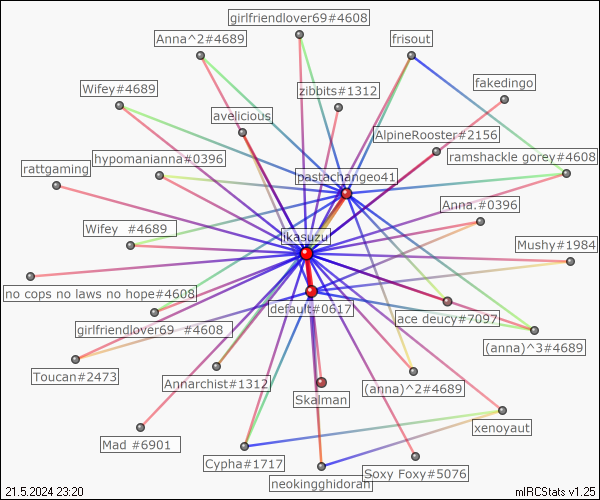 girlfriendlover69#4608
Anna^2#4689
frisout
Wifey#4689
zibbits#1312
fakedingo
avelicious
AlpineRooster#2156
hypomanianna#0396
ramshackle gorey#4608
rattgaming
pastachangeo41
Anna.#0396
Wifey #4689
ikasuzu
Mushy#1984
no cops no laws no hope#4608
default#0617
ace deucy#7097
girlfriendlover69 #4608
(anna)^3#4689
Toucan#2473
Annarchist#1312
(anna)^2#4689
Skalman
xenoyaut
Mad #6901
Cypha#1717
Soxy Foxy#5076
neokingghidorah
21.5.2024 23:20
mIRCStats v1.25